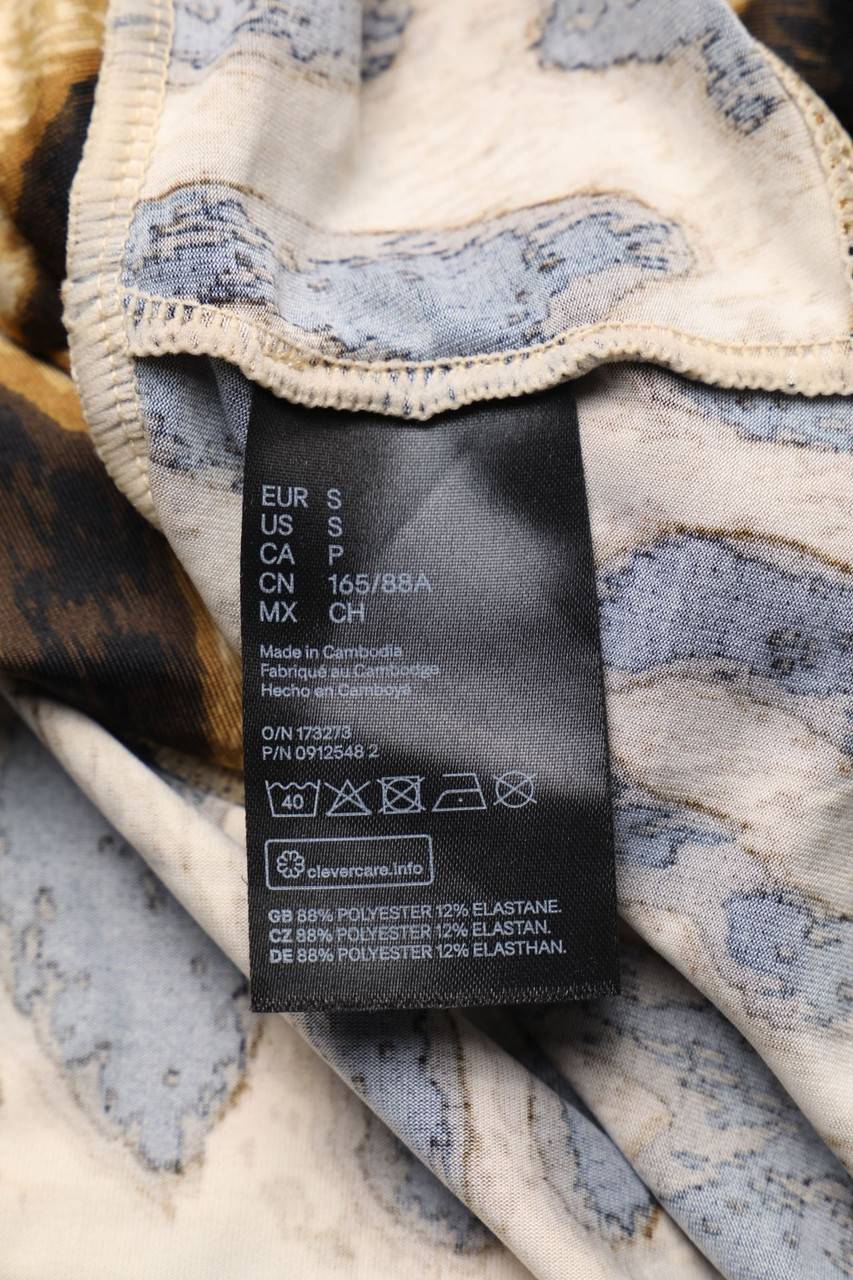 EUR S
US S
CA P
CN 165/88A
MX CH
Made in Cambodia
Fabriqué au Cambodge
Hecho en Camboya
O/N 173273
P/N 0912548 2
40
clevercare.info
GB 88% POLYESTER 12% ELASTANE.
CZ 88% POLYESTER 12% ELASTAN.
DE 88% POLYESTER 12% ELASTHAN.